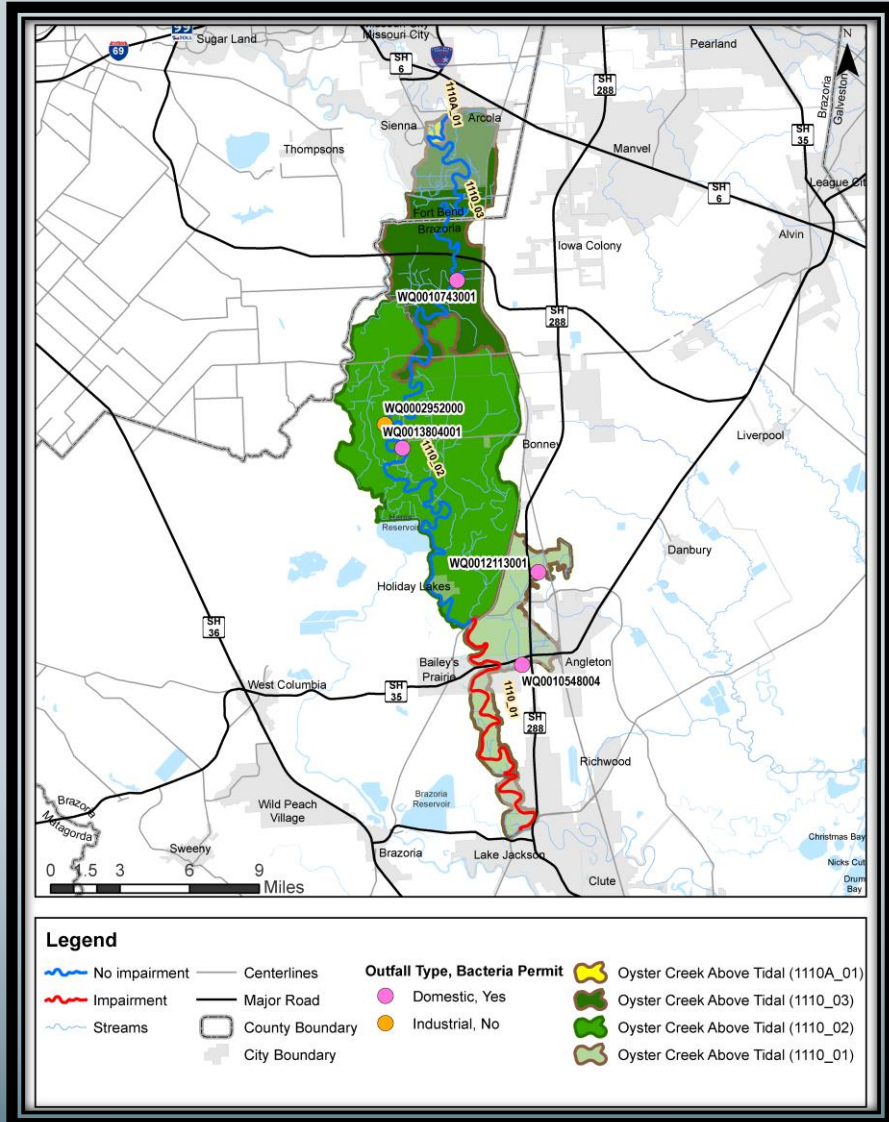 99
TOLL
69
Sugar Land
Missouri City
Missouri City
SH
6
Pearland
N
SH
288
Brazoria
Galveston
SH
35
1110A_01
Sienna
Arcola
Thompsons
Manvel
League Cit
1110_03
SH
6
Fort Bend
Brazoria
Alvin
Iowa Colony
WQ0010743001
SH
288
WQ0002952000
WQ0013804001
1110_02
Bonney
Liverpool
Reservoir
WQ0012113001
Danbury
Holiday Lakes
SH
36
Bailey's
Prairie
Angleton
WQ0010548004
West Columbia
SH
35
1110_01
SH
288
Richwood
Brazoria
Reservoir
Brazoria
Matagorda
Wild Peach
Village
Christmas Bay
Sweeny
Brazoria
Lake Jackson
Nicks Cut
Drum
Bay
Clute
0 1.5 3 6 9
Miles
Legend
No impairment
Impairment
Streams
Centerlines
Major Road
County Boundary
City Boundary
Outfall Type, Bacteria Permit
Domestic, Yes
Industrial, No
Oyster Creek Above Tidal (1110A_01)
Oyster Creek Above Tidal (1110_03)
Oyster Creek Above Tidal (1110_02)
Oyster Creek Above Tidal (1110_01)